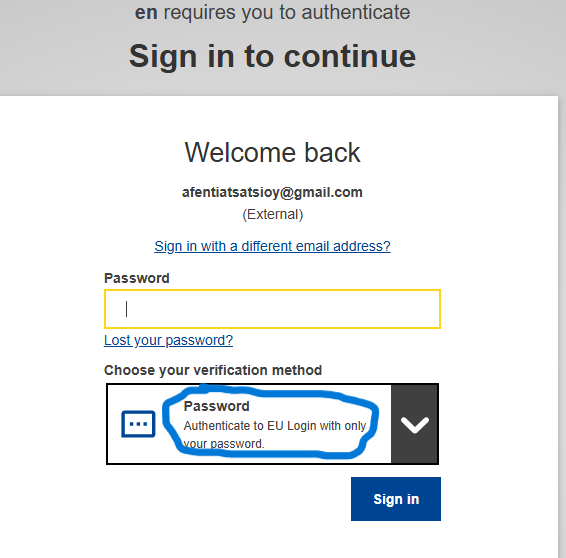 en requires you to authenticate
Sign in to continue
Welcome back
afentiatsatsioy@gmail.com
(External)
Sign in with a different email address?
Password
Lost your password?
Choose your verification method
Password
Authenticate to EU Login with only
your password.
Sign in